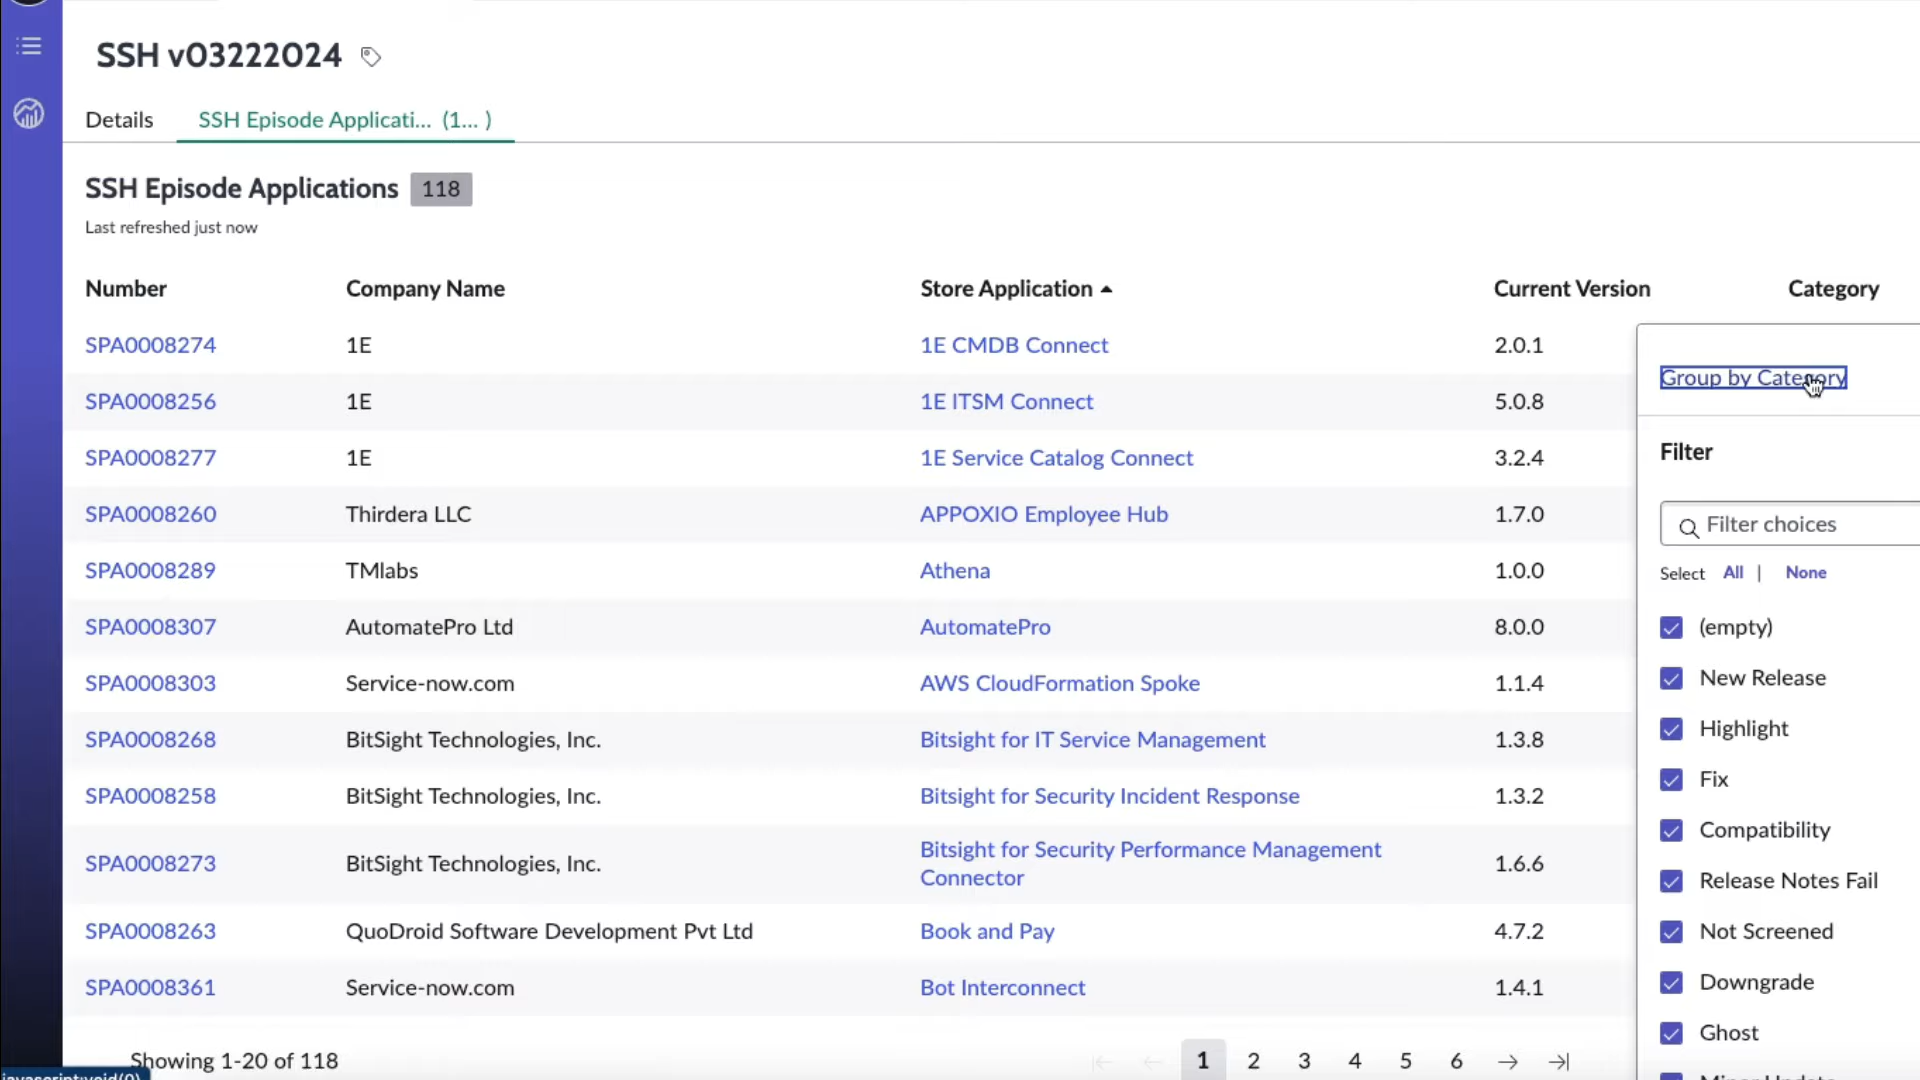 SSH v03222024
Details
SSH Episode Applicati... (1... )
SSH Episode Applications 118
Last refreshed just now
Number Company Name Store Application Current Version Category
SPA0008274 1E 1E CMDB Connect 2.0.1
Group by Category
SPA0008256 1E 1E ITSM Connect 5.0.8
Filter
SPA0008277 1E 1E Service Catalog Connect 3.2.4
SPA0008260 Thirdera LLC APPOXIO Employee Hub 1.7.0
Filter choices
SPA0008289 TMlabs Athena 1.0.0
Select All | None
SPA0008307 AutomatePro Ltd AutomatePro 8.0.0
(empty)
SPA0008303 Service-now.com AWS CloudFormation Spoke 1.1.4
New Release
SPA0008268 BitSight Technologies, Inc. Bitsight for IT Service Management 1.3.8
Highlight
SPA0008258 BitSight Technologies, Inc. Bitsight for Security Incident Response 1.3.2
Fix
Compatibility
SPA0008273 BitSight Technologies, Inc. Bitsight for Security Performance Management
Connector 1.6.6
Release Notes Fail
SPA0008263 QuoDroid Software Development Pvt Ltd Book and Pay 4.7.2
Not Screened
SPA0008361 Service-now.com Bot Interconnect 1.4.1
Downgrade
Ghost
Showing 1-20 of 118
1 2 3 4 5 6